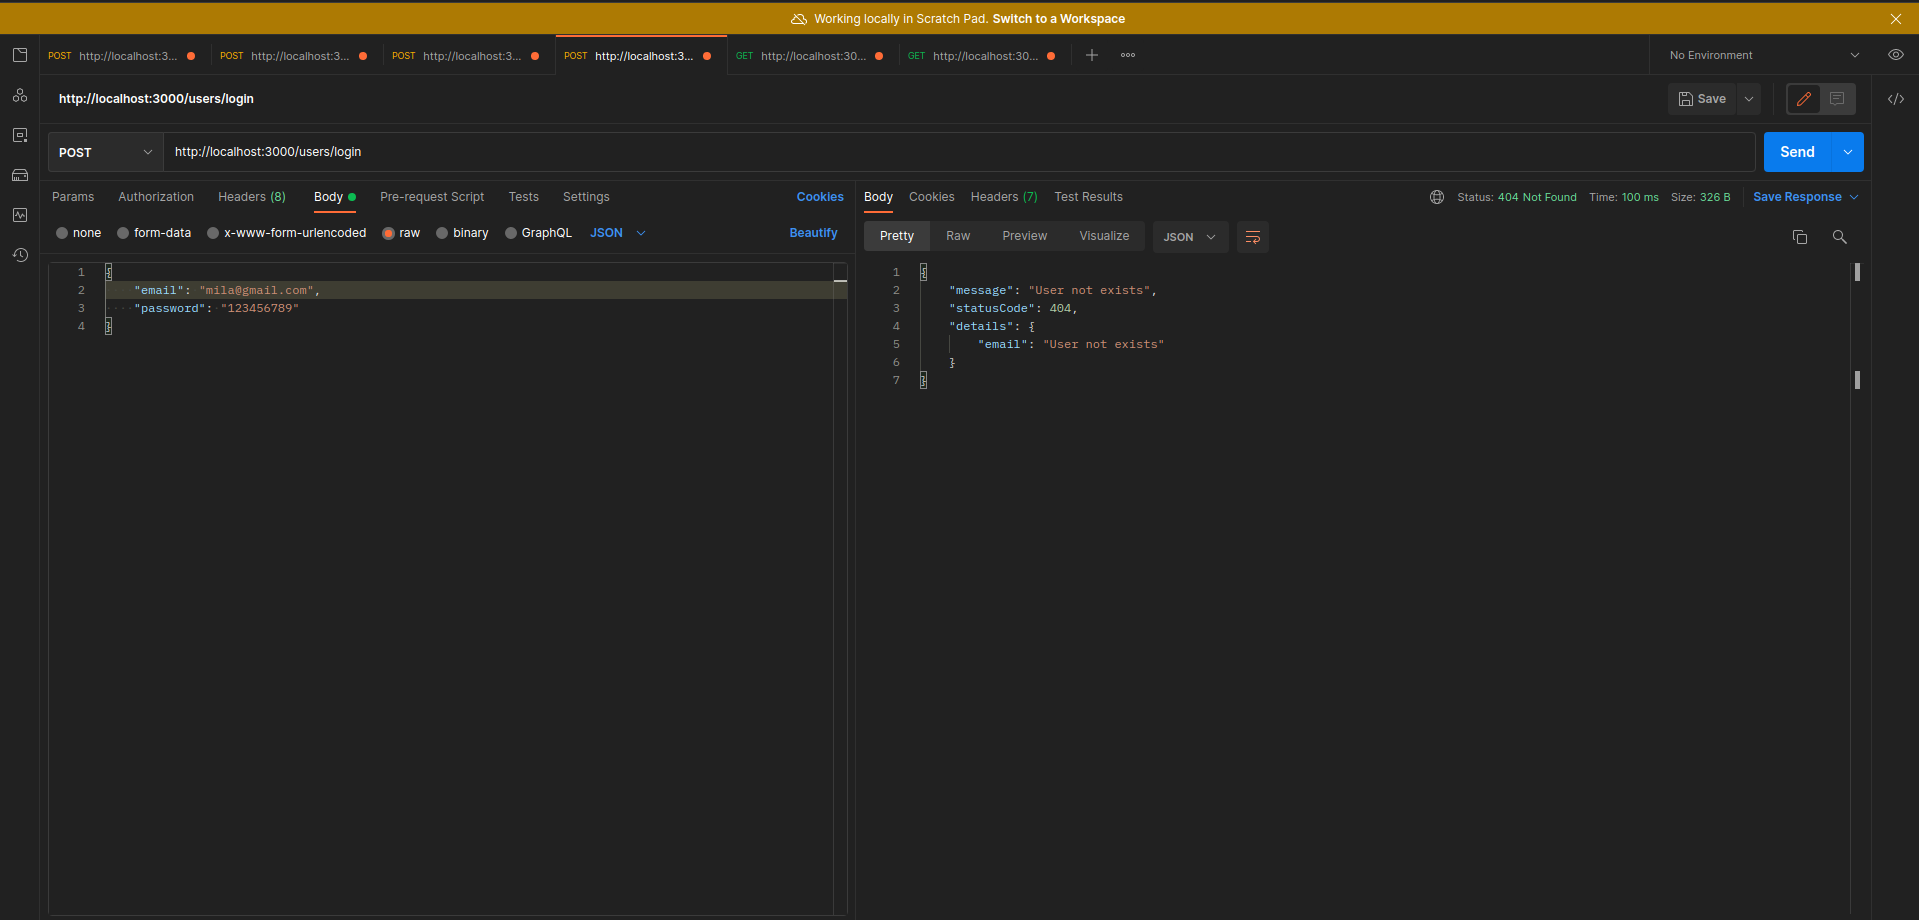 Working locally in Scratch Pad. Switch to a Workspace
POST http://localhost:3... POST http://localhost:3... POST http://localhost:3... POST http://localhost:3... GET http://localhost:30... GET http://localhost:30... No Environment
http://localhost:3000/users/login Save
POST http://localhost:3000/users/login Send
Params Authorization Headers (8) Body Pre-request Script Tests Settings Cookies
none form-data x-www-form-urlencoded raw binary GraphQL JSON Beautify
1 {
2 "email": "mila@gmail.com",
3 "password": "123456789"
4 }
Body Cookies Headers (7) Test Results Status: 404 Not Found Time: 100 ms Size: 326 B Save Response
Pretty Raw Preview Visualize JSON
1 {
2 "message": "User not exists",
3 "statusCode": 404,
4 "details": {
5 "email": "User not exists"
6 }
7 }